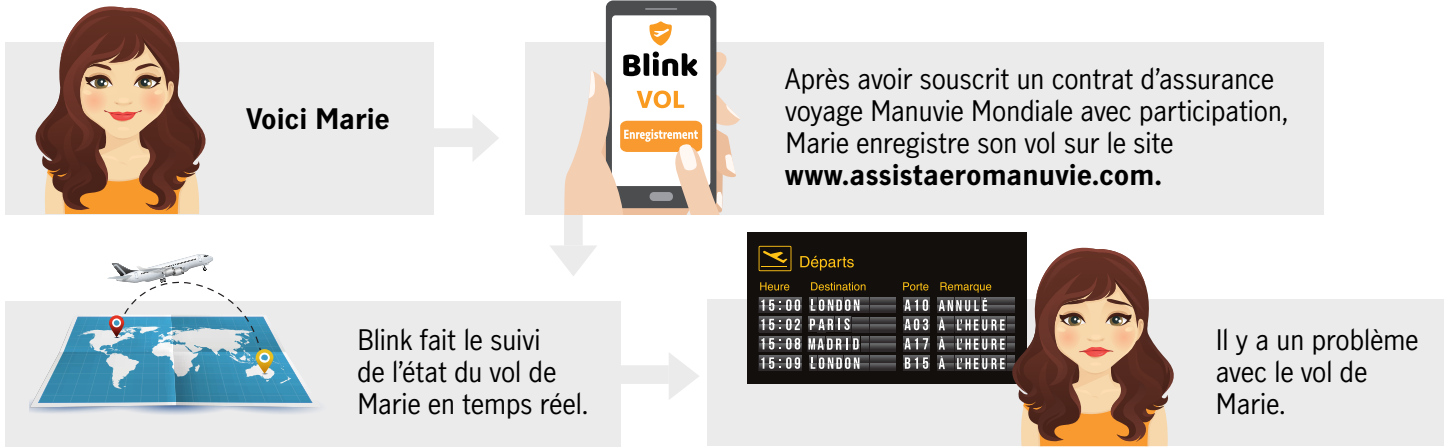 Voici Marie
Blink
VOL
Enregistrement
Après avoir souscrit un contrat d'assurance
voyage Manuvie Mondiale avec participation,
Marie enregistre son vol sur le site
www.assistaeromanuvie.com.
Blink fait le suivi
de l'état du vol de
Marie en temps réel.
Départs
Heure Destination Porte Remarque
15:00 LONDON A10 ANNULÉ
15:02 PARIS A03 À L'HEURE
15:08 MADRID A17 À L'HEURE
15:09 LONDON B15 À L'HEURE
Il y a un problème
avec le vol de
Marie.